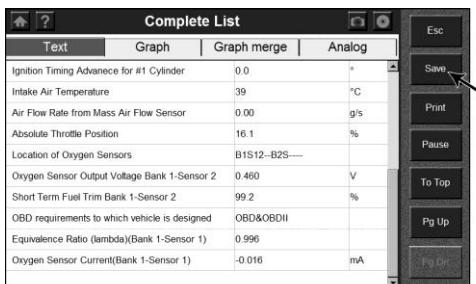 ? Complete List
Esc
Text Graph Graph merge Analog
Ignition Timing Advanece for #1 Cylinder 0.0 °
Save
Intake Air Temperature 39 °C
Air Flow Rate from Mass Air Flow Sensor 0.00 g/s
Print
Absolute Throttle Position 16.1 %
Pause
Location of Oxygen Sensors B1S12--B2S----
Oxygen Sensor Output Voltage Bank 1-Sensor 2 0.460 V
To Top
Short Term Fuel Trim Bank 1-Sensor 2 99.2 %
OBD requirements to which vehicle is designed OBD&OBDII
Pg Up
Equivalence Ratio (lambda)(Bank 1-Sensor 1) 0.996
Oxygen Sensor Current(Bank 1-Sensor 1) -0.016 mA
Pg Dn